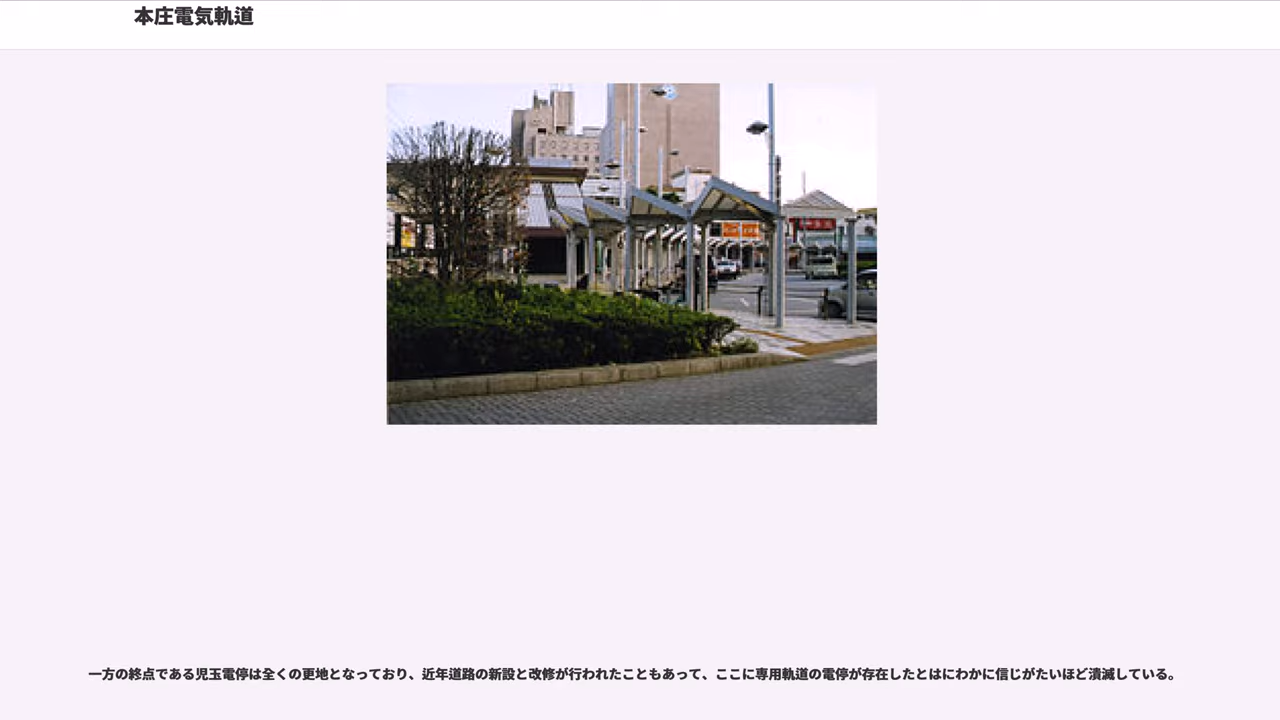 本庄電気軌道
一方の終点である児玉電停は全くの更地となっており、近年道路の新設と改修が行われたこともあって、ここに専用軌道の電停が存在したとはにわかに信じがたいほど潰滅している。